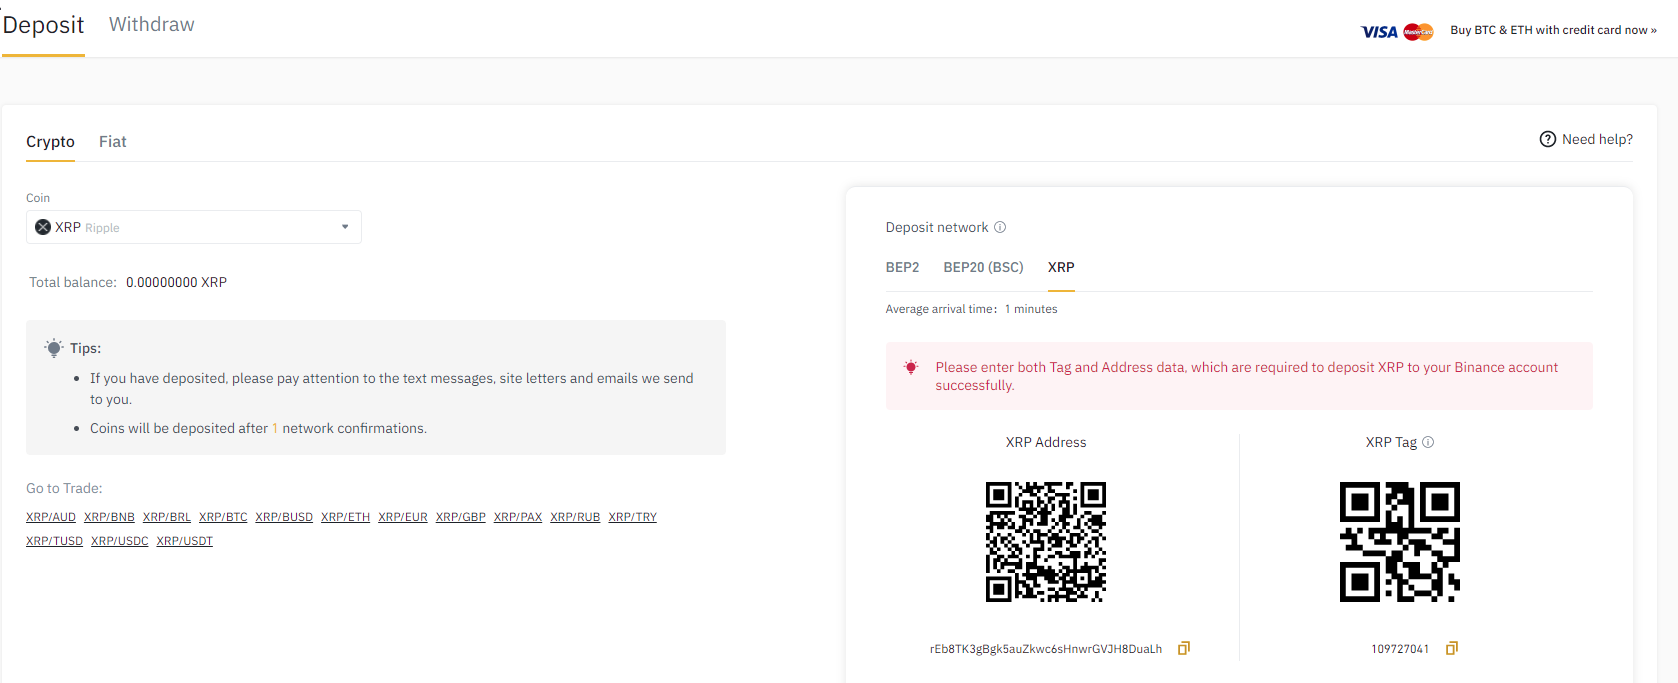 Deposit Withdraw
VISA MasterCard Buy BTC & ETH with credit card now »
Crypto Fiat
Need help?
Coin
XRP Ripple
Total balance: 0.00000000 XRP
Tips:
If you have deposited, please pay attention to the text messages, site letters and emails we send
to you.
Coins will be deposited after 1 network confirmations.
Go to Trade:
XRP/AUD XRP/BNB XRP/BRL XRP/BTC XRP/BUSD XRP/ETH XRP/EUR XRP/GBP XRP/PAX XRP/RUB XRP/TRY
XRP/TUSD XRP/USDC XRP/USDT
Deposit network
BEP2 BEP20 (BSC) XRP
Average arrival time: 1 minutes
Please enter both Tag and Address data, which are required to deposit XRP to your Binance account
successfully.
XRP Address
rEb8TK3gBgk5auZkwc6sHnwrGVJH8DuaLh
XRP Tag
109727041